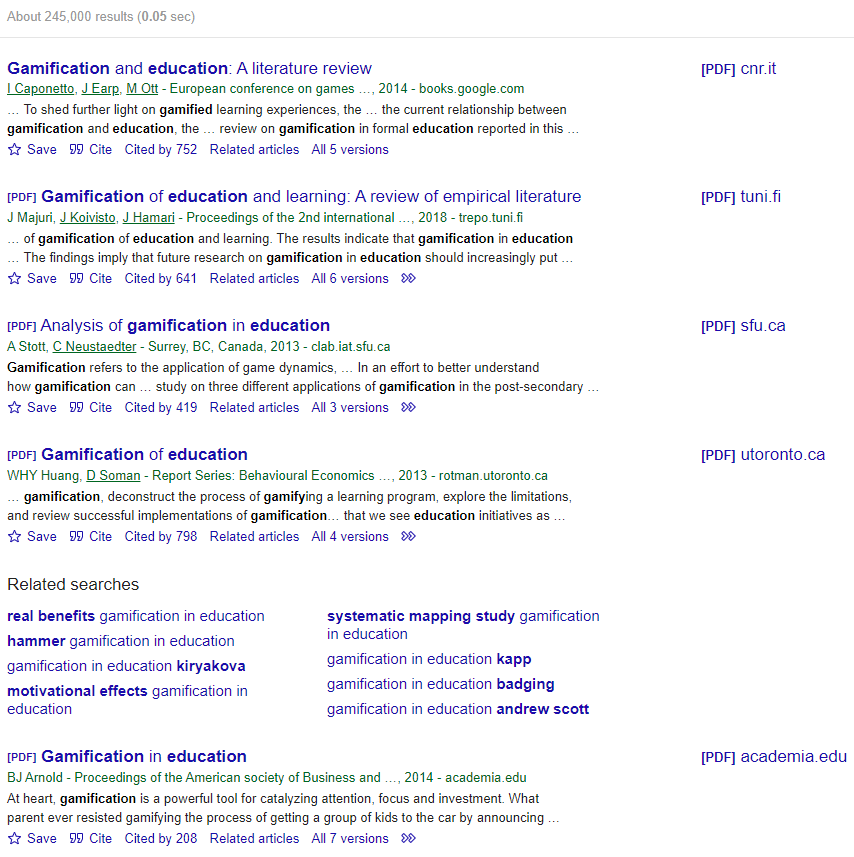 About 245,000 results (0.05 sec)
Gamification and education: A literature review
[PDF] cnr.it
I Caponetto, J Earp, M Ott - European conference on games …, 2014 - books.google.com
… To shed further light on gamified learning experiences, the … the current relationship between
gamification and education, the … review on gamification in formal education reported in this …
Save Cite Cited by 752 Related articles All 5 versions
[PDF] Gamification of education and learning: A review of empirical literature
[PDF] tuni.fi
J Majuri, J Koivisto, J Hamari - Proceedings of the 2nd international …, 2018 - trepo.tuni.fi
… of gamification of education and learning. The results indicate that gamification in education
… The findings imply that future research on gamification in education should increasingly put …
Save Cite Cited by 641 Related articles All 6 versions
[PDF] Analysis of gamification in education
[PDF] sfu.ca
A Stott, C Neustaedter - Surrey, BC, Canada, 2013 - clab.iat.sfu.ca
Gamification refers to the application of game dynamics, … In an effort to better understand
how gamification can … study on three different applications of gamification in the post-secondary …
Save Cite Cited by 419 Related articles All 3 versions
[PDF] Gamification of education
[PDF] utoronto.ca
WHY Huang, D Soman - Report Series: Behavioural Economics …, 2013 - rotman.utoronto.ca
… gamification, deconstruct the process of gamifying a learning program, explore the limitations,
and review successful implementations of gamification… that we see education initiatives as …
Save Cite Cited by 798 Related articles All 4 versions
Related searches
real benefits gamification in education
hammer gamification in education
gamification in education kiryakova
motivational effects gamification in
education
systematic mapping study gamification
in education
gamification in education kapp
gamification in education badging
gamification in education andrew scott
[PDF] Gamification in education
[PDF] academia.edu
BJ Arnold - Proceedings of the American society of Business and …, 2014 - academia.edu
At heart, gamification is a powerful tool for catalyzing attention, focus and investment. What
parent ever resisted gamifying the process of getting a group of kids to the car by announcing …
Save Cite Cited by 208 Related articles All 7 versions